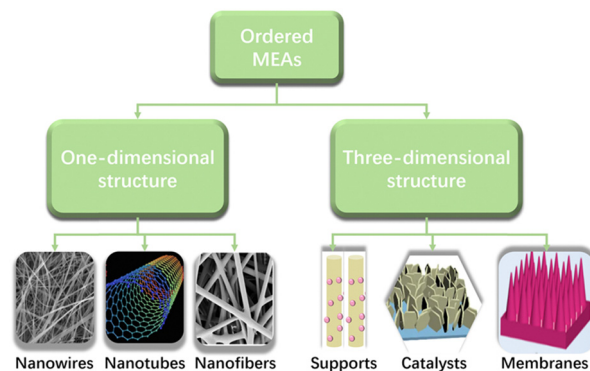 Ordered
MEAs
One-dimensional
structure
Three-dimensional
structure
Nanowires Nanotubes Nanofibers
Supports Catalysts Membranes